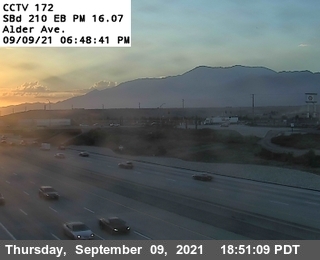 CCTV 172
SBd 210 EB PM 16.07
Alder Ave.
09/09/21 06:48:41 PM
Thursday, September 09, 2021 18:51:09 PDT